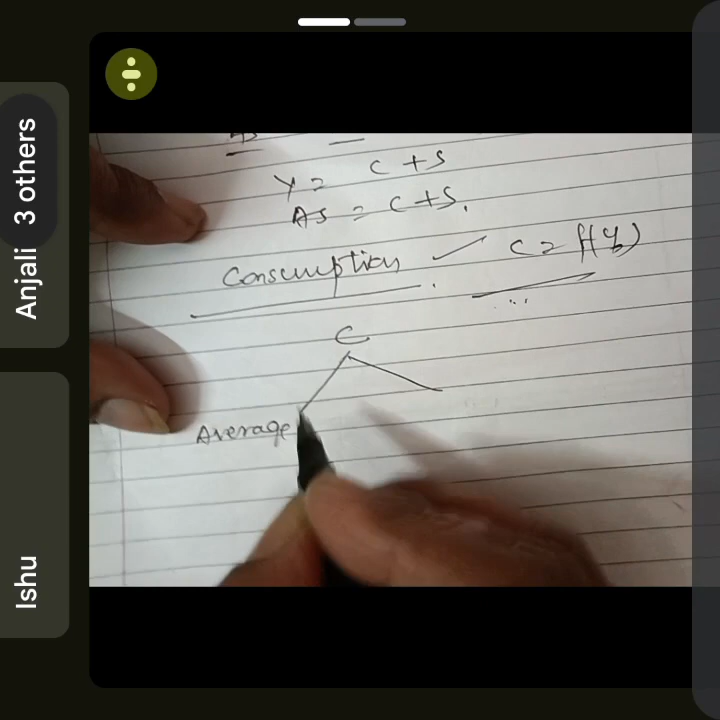 Anjali 3 others
Ishu
Y = C + S
AS = C + S.
Consumption ✓ C = f(y)
C
Average